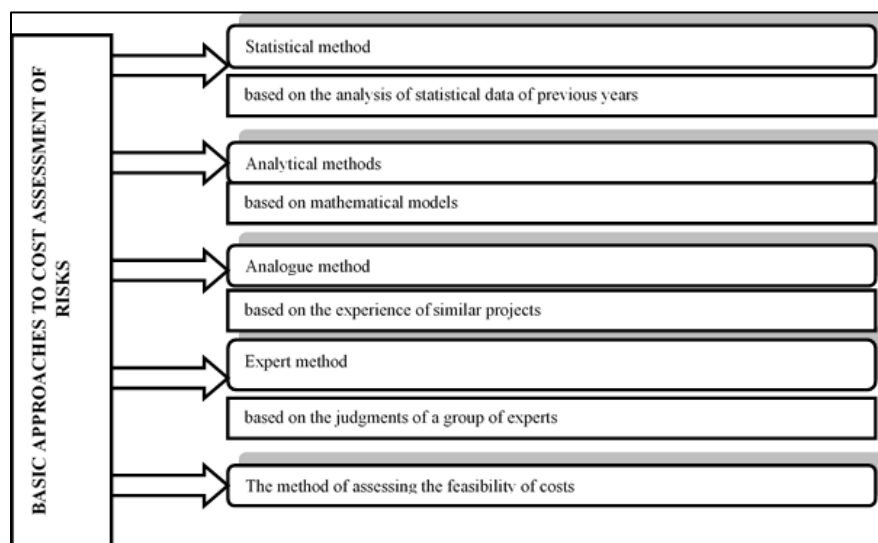 BASIC APPROACHES TO COST ASSESSMENT OF
RISKS
Statistical method
based on the analysis of statistical data of previous years
Analytical methods
based on mathematical models
Analogue method
based on the experience of similar projects
Expert method
based on the judgments of a group of experts
The method of assessing the feasibility of costs